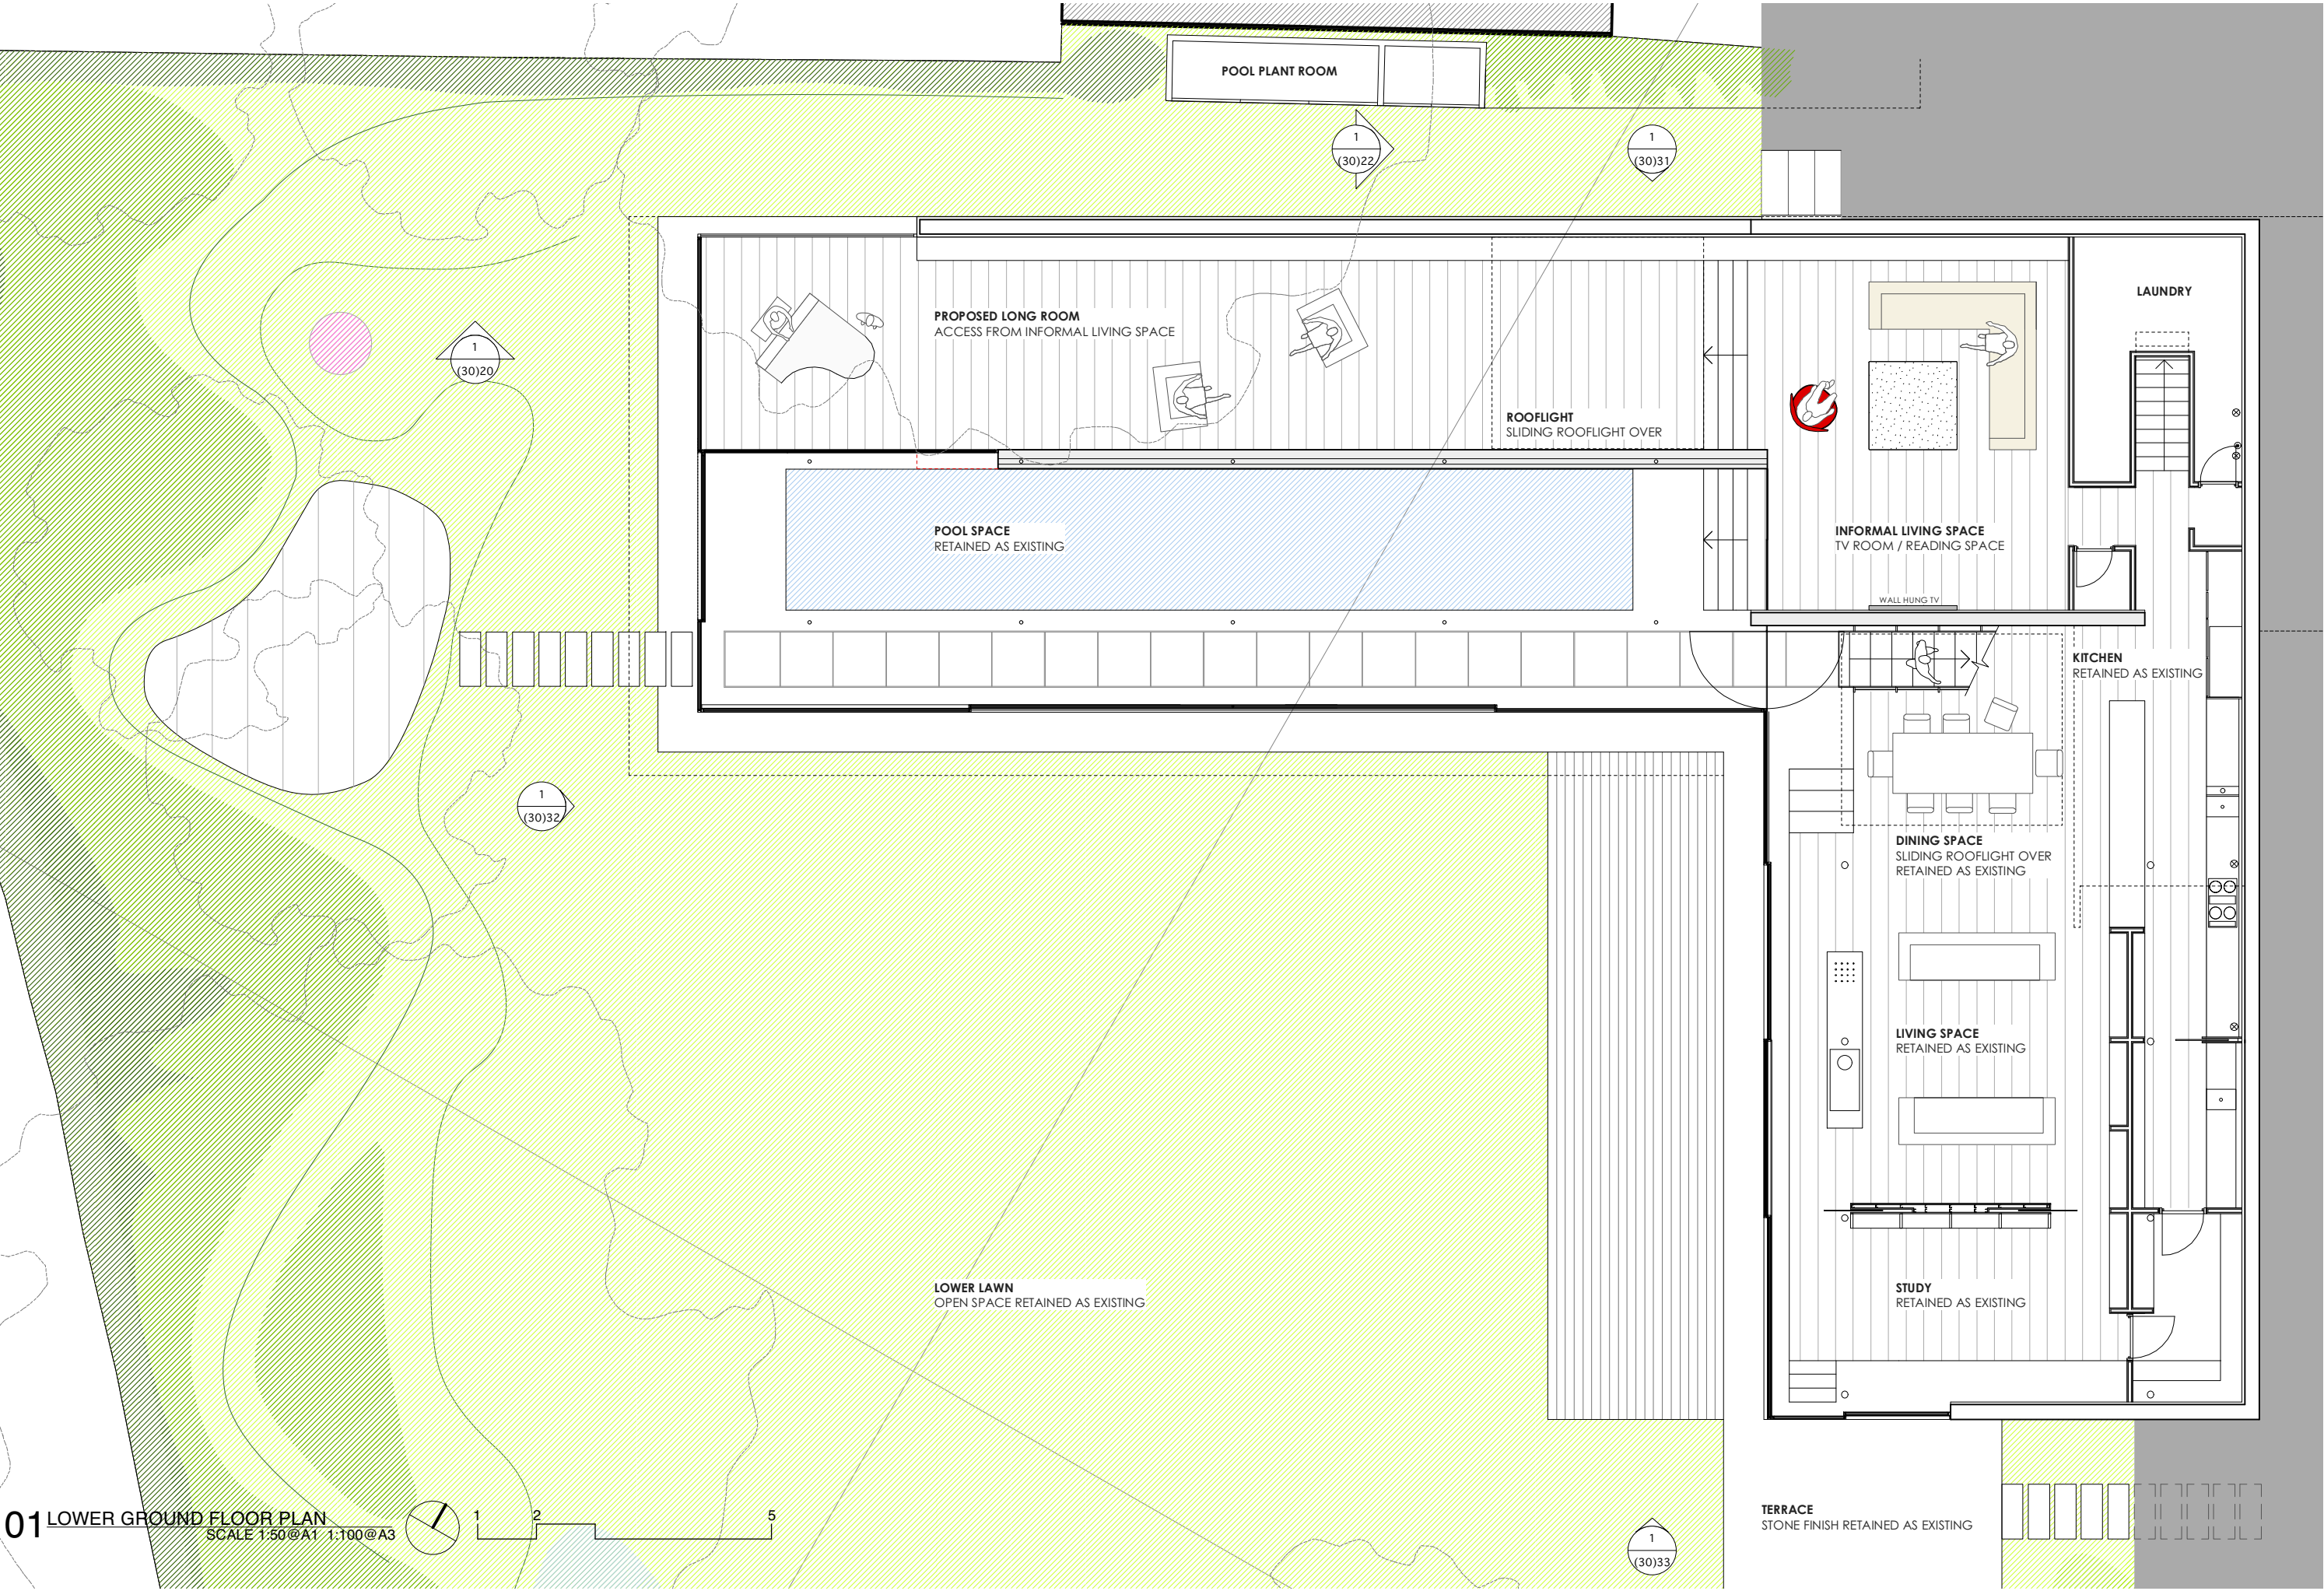 POOL PLANT ROOM
1
(30)22
1
(30)31
LAUNDRY
PROPOSED LONG ROOM
ACCESS FROM INFORMAL LIVING SPACE
1
(30)20
ROOFLIGHT
SLIDING ROOFLIGHT OVER
POOL SPACE
RETAINED AS EXISTING
INFORMAL LIVING SPACE
TV ROOM / READING SPACE
WALL HUNG TV
KITCHEN
RETAINED AS EXISTING
1
(30)32
DINING SPACE
SLIDING ROOFLIGHT OVER
RETAINED AS EXISTING
LIVING SPACE
RETAINED AS EXISTING
LOWER LAWN
OPEN SPACE RETAINED AS EXISTING
STUDY
RETAINED AS EXISTING
01 LOWER GROUND FLOOR PLAN
SCALE 1:50@A1 1:100@A3
1 2 5
1
(30)33
TERRACE
STONE FINISH RETAINED AS EXISTING